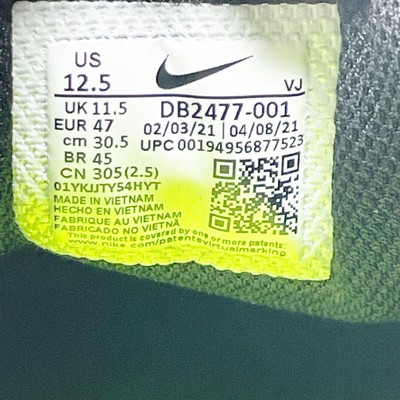 US
12.5
VJ
UK 11.5
DB2477-001
EUR 47
02/03/21 | 04/08/21
cm 30.5
UPC 00194956877523
BR 45
CN 305(2.5)
01YKJJTY54HYT
MADE IN VIETNAM
HECHO EN VIETNAM
FABRIQUE AU VIETNAM
FABRICADO NO VIETNÃ
This product is covered by one or more patents:
www.nike.com/patentsvirtualmarking